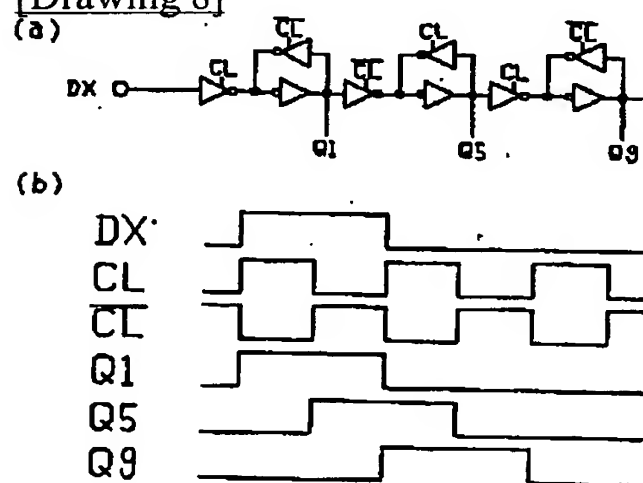 [Drawing 8]
(a)
CL CL CL
DX CL CL CL
Q1 Q5 Q9
(b)
DX
CL
CL
Q1
Q5
Q9